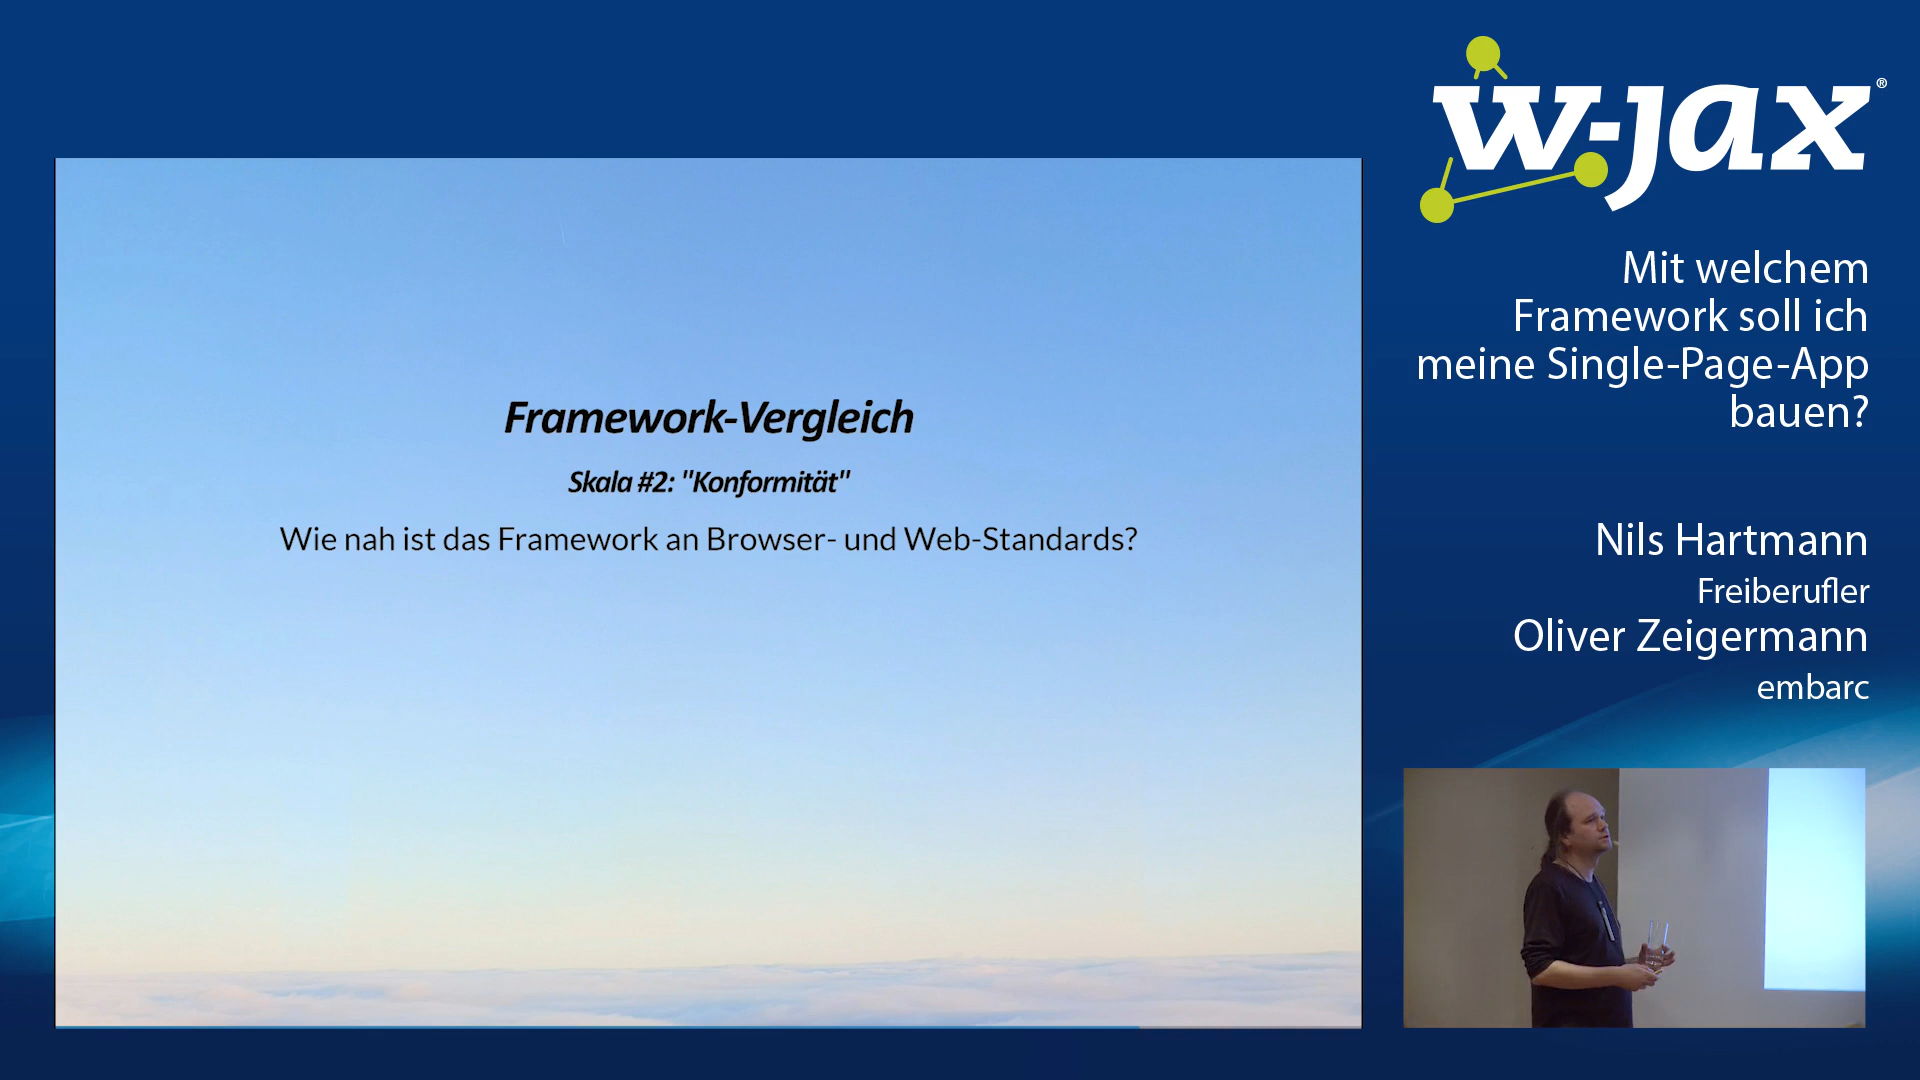 Framework-Vergleich
Skala #2: "Konformität"
Wie nah ist das Framework an Browser- und Web-Standards?
w-jax®
Mit welchem
Framework soll ich
meine Single-Page-App
bauen?
Nils Hartmann
Freiberufler
Oliver Zeigermann
embarc